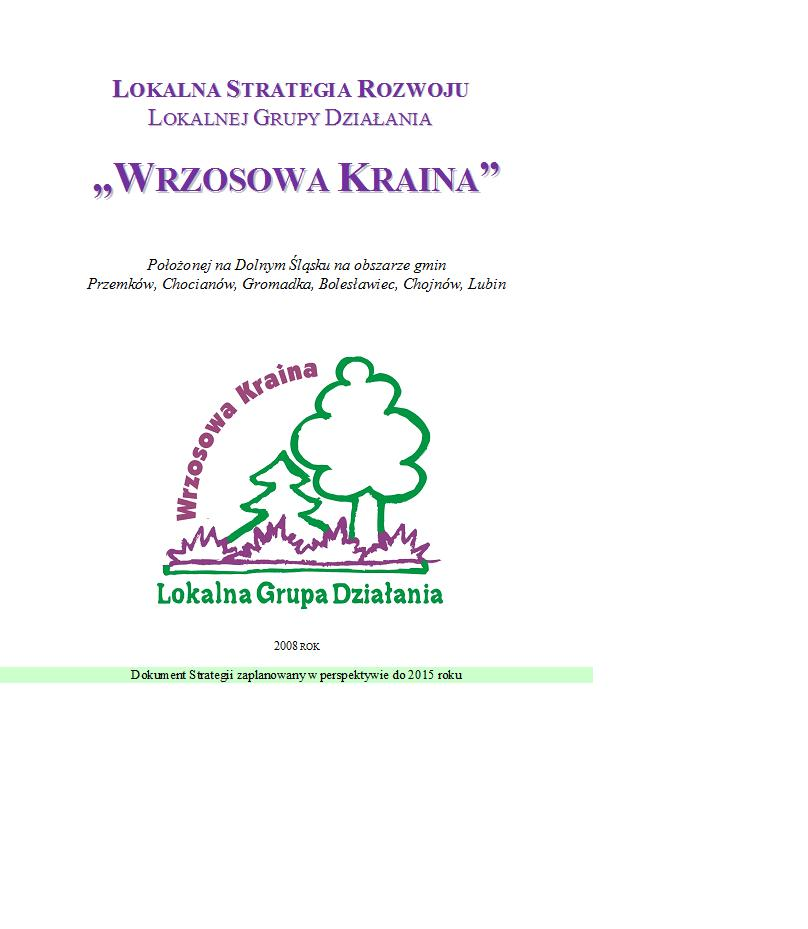 LOKALNA STRATEGIA ROZWOJU
LOKALNEJ GRUPY DZIAŁANIA
„WRZOSOWA KRAINA”
Położonej na Dolnym Śląsku na obszarze gmin
Przemków, Chocianów, Gromadka, Bolesławiec, Chojnów, Lubin
Wrzosowa Kraina
Lokalna Grupa Działania
2008 ROK
Dokument Strategii zaplanowany w perspektywie do 2015 roku